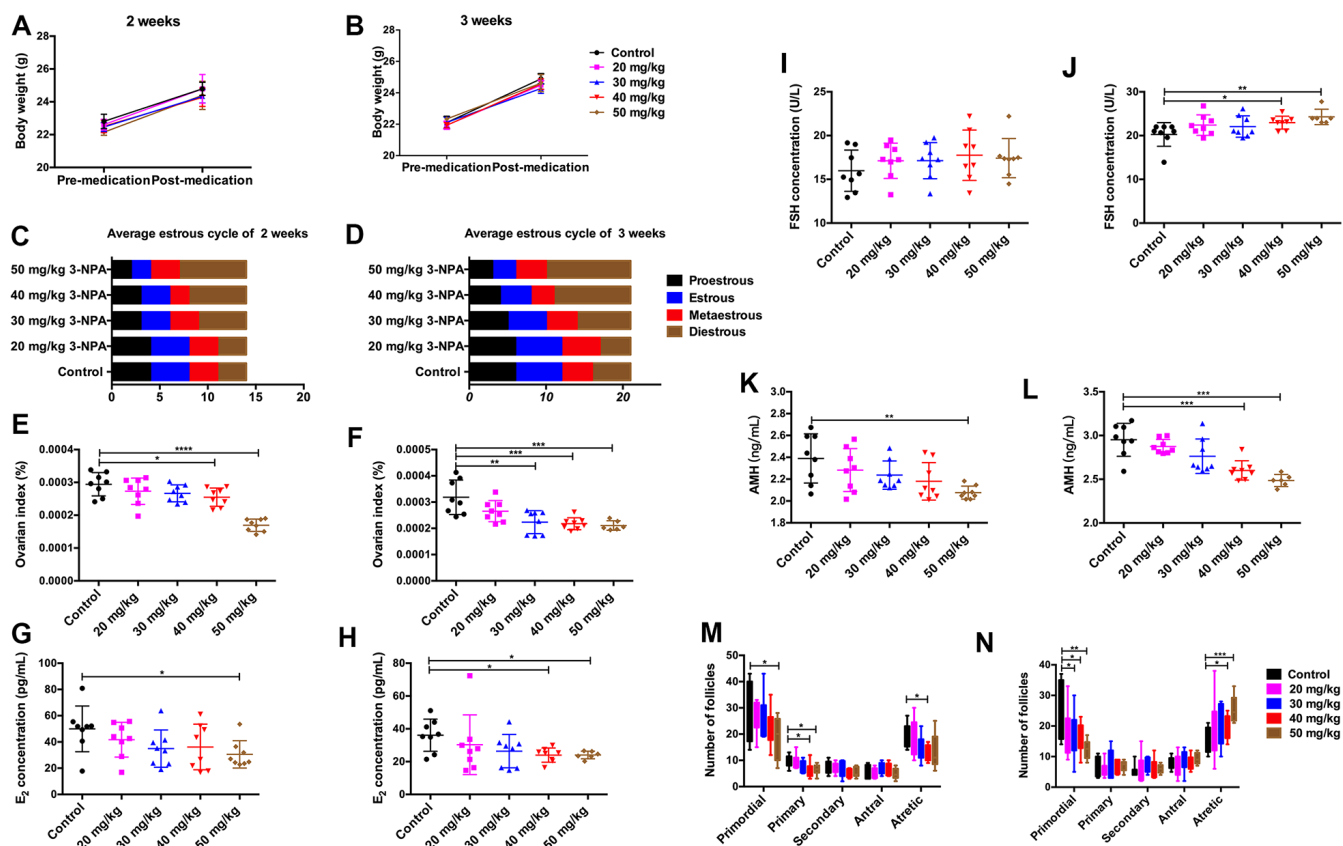 A
2 weeks
Body weight (g)
26
24
22
20
Pre-medication
Post-medication
B
3 weeks
Body weight (g)
28
26
24
22
20
Pre-medication
Post-medication
Control
20 mg/kg
30 mg/kg
40 mg/kg
50 mg/kg
C
Average estrous cycle of 2 weeks
50 mg/kg 3-NPA
40 mg/kg 3-NPA
30 mg/kg 3-NPA
20 mg/kg 3-NPA
Control
0 5 10 15 20
D
Average estrous cycle of 3 weeks
50 mg/kg 3-NPA
40 mg/kg 3-NPA
30 mg/kg 3-NPA
20 mg/kg 3-NPA
Control
0 10 20
Proestrous
Estrous
Metaestrous
Diestrous
E
Ovarian index (%)
0.0004
0.0003
0.0002
0.0001
0.0000
****
*
Control 20 mg/kg 30 mg/kg 40 mg/kg 50 mg/kg
F
Ovarian index (%)
0.0005
0.0004
0.0003
0.0002
0.0001
0.0000
***
***
**
Control 20 mg/kg 30 mg/kg 40 mg/kg 50 mg/kg
G
E2 concentration (pg/mL)
100
80
60
40
20
0
*
Control 20 mg/kg 30 mg/kg 40 mg/kg 50 mg/kg
H
E2 concentration (pg/mL)
80
60
40
20
0
*
*
Control 20 mg/kg 30 mg/kg 40 mg/kg 50 mg/kg
I
FSH concentration (U/L)
25
20
15
10
Control 20 mg/kg 30 mg/kg 40 mg/kg 50 mg/kg
J
FSH concentration (U/L)
30
20
10
0
**
*
Control 20 mg/kg 30 mg/kg 40 mg/kg 50 mg/kg
K
AMH (ng/mL)
2.8
2.6
2.4
2.2
2.0
1.8
**
Control 20 mg/kg 30 mg/kg 40 mg/kg 50 mg/kg
L
AMH (ng/mL)
3.5
3.0
2.5
2.0
***
***
Control 20 mg/kg 30 mg/kg 40 mg/kg 50 mg/kg
M
Number of follicles
50
40
30
20
10
0
*
*
*
*
Primordial Primary Secondary Antral Atretic
N
Number of follicles
40
30
20
10
0
**
*
*
***
*
Primordial Primary Secondary Antral Atretic
Control
20 mg/kg
30 mg/kg
40 mg/kg
50 mg/kg